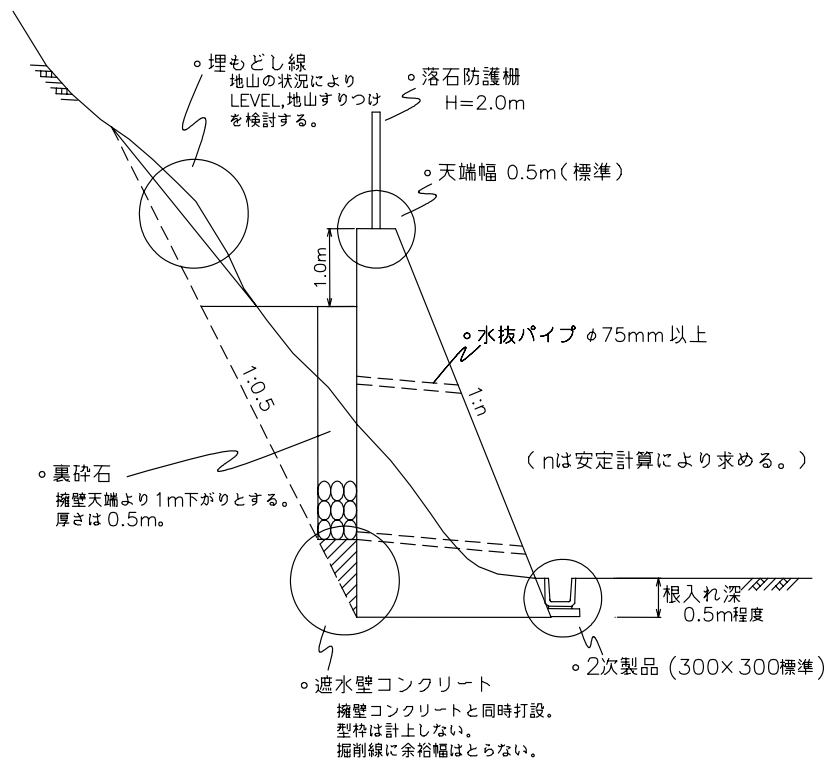 埋もどし線
地山の状況により
LEVEL,地山すりつけ
を検討する。
落石防護柵
H=2.0m
天端幅 0.5m(標準)
1.0m
水抜パイプ φ75mm以上
1:0.5
1:n
(nは安定計算により求める。)
裏砕石
擁壁天端より1m下がりとする。
厚さは0.5m。
根入れ深
0.5m程度
2次製品 (300×300標準)
遮水壁コンクリート
擁壁コンクリートと同時打設。
型枠は計上しない。
掘削線に余裕幅はとらない。